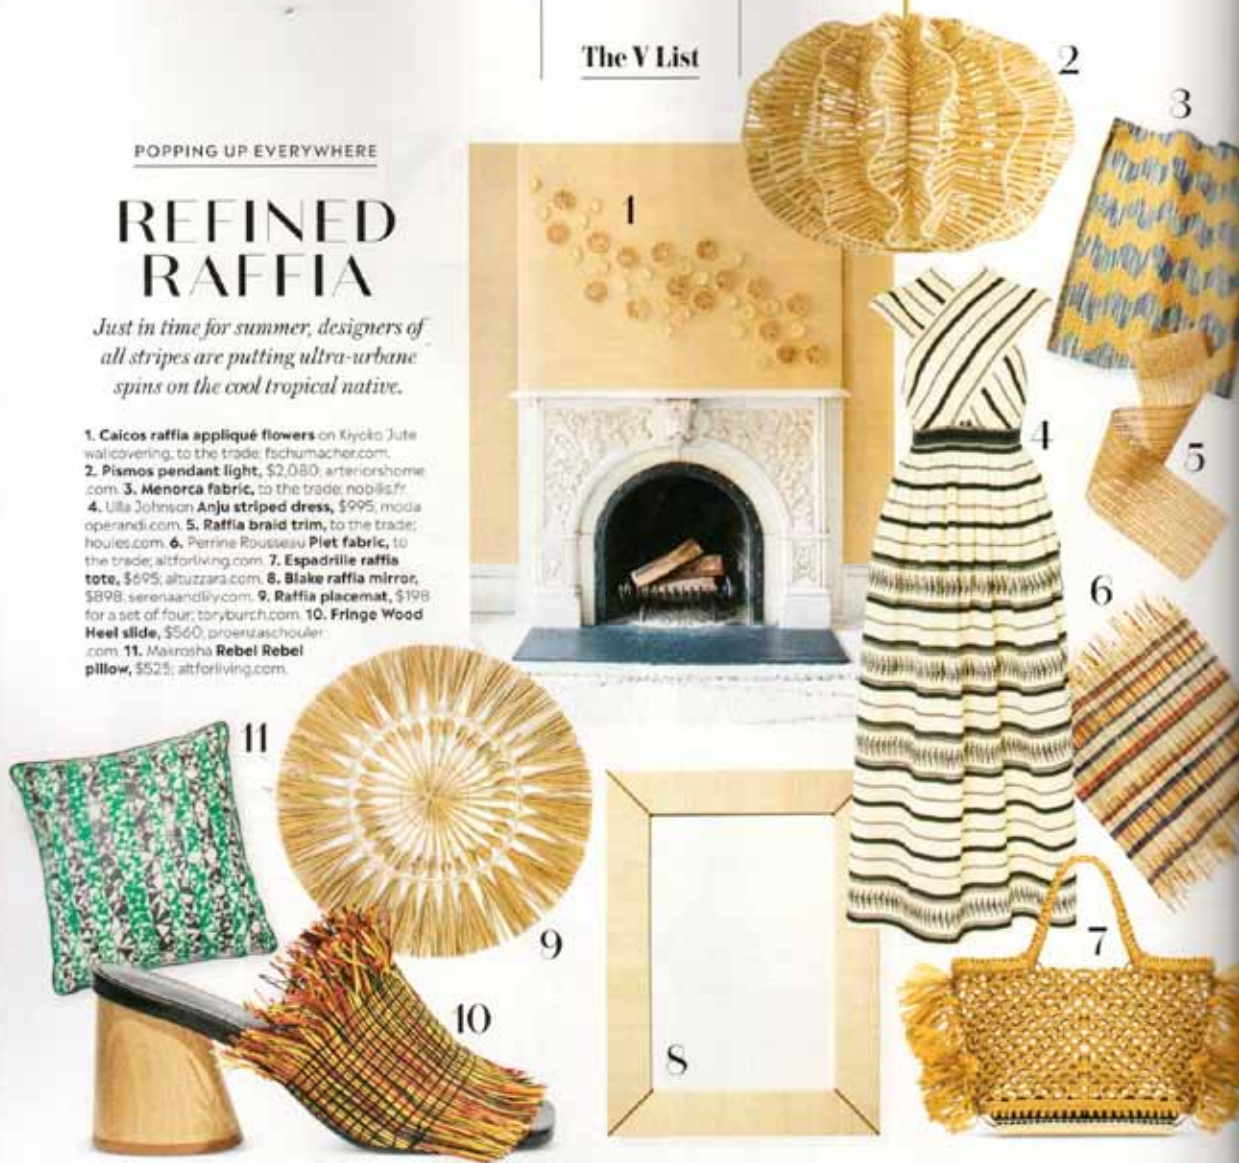 The V List
POPPING UP EVERYWHERE
REFINED
RAFFIA
Just in time for summer, designers of
all stripes are putting ultra-urbane
spins on the cool tropical native.
1. Caicos raffia appliqué flowers on Kiyoko Jute
wallcovering, to the trade; fschumacher.com.
2. Pismos pendant light, $2,080; arteriorshome
.com. 3. Menorca fabric, to the trade; nobilis.fr.
4. Ulla Johnson Anju striped dress, $995; moda
operandi.com. 5. Raffia braid trim, to the trade;
houles.com. 6. Perrine Rousseau Piet fabric, to
the trade; altforliving.com. 7. Espadrille raffia
tote, $695; altuzarra.com. 8. Blake raffia mirror,
$898; serenaandlily.com. 9. Raffia placemat, $198
for a set of four; toryburch.com. 10. Fringe Wood
Heel slide, $560; proenzaschouler
.com. 11. Makrosha Rebel Rebel
pillow, $525; altforliving.com.
1
2
3
4
5
6
7
8
9
10
11